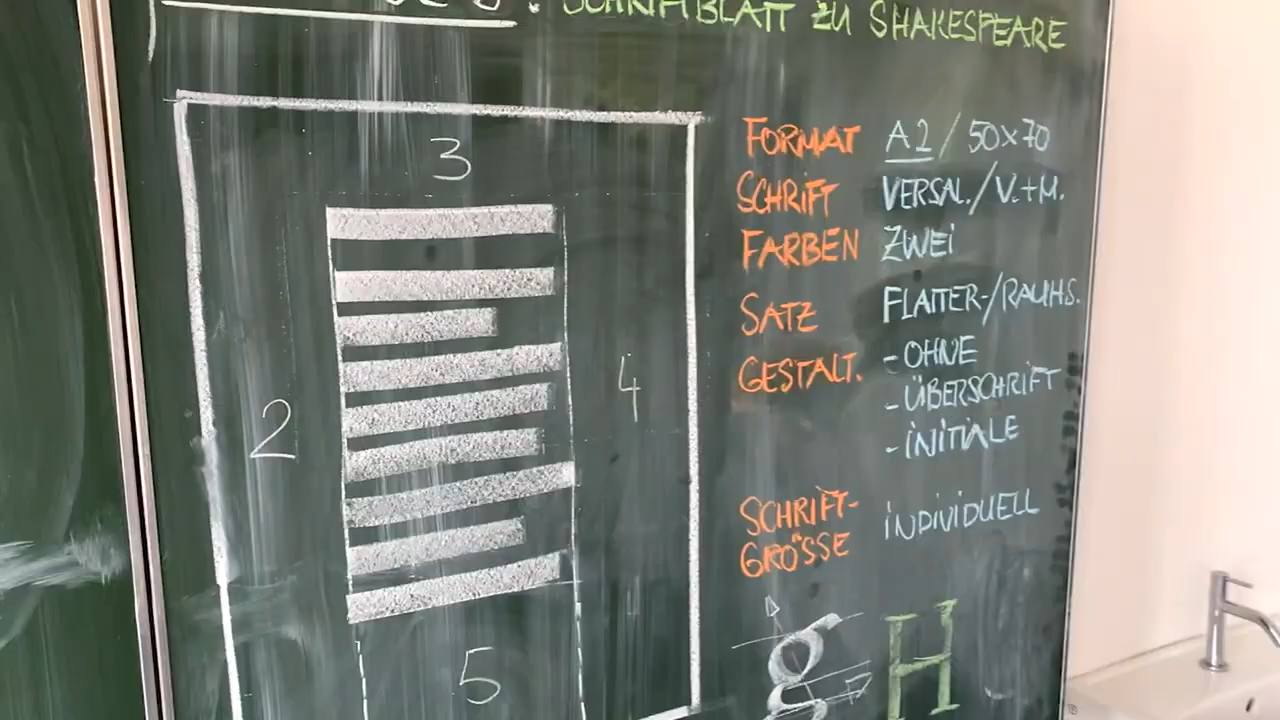 SCHRIFTBLATT ZU SHAKESPEARE
3
FORMAT A2 / 50x70
SCHRIFT VERSAL./V.+M.
FARBEN ZWEI
SATZ FLATTER-/RAUHS.
GESTALT. - OHNE
- ÜBERSCHRIFT
- INITIALE
2
4
SCHRIFT- INDIVIDUELL
GRÖSSE
5
g H